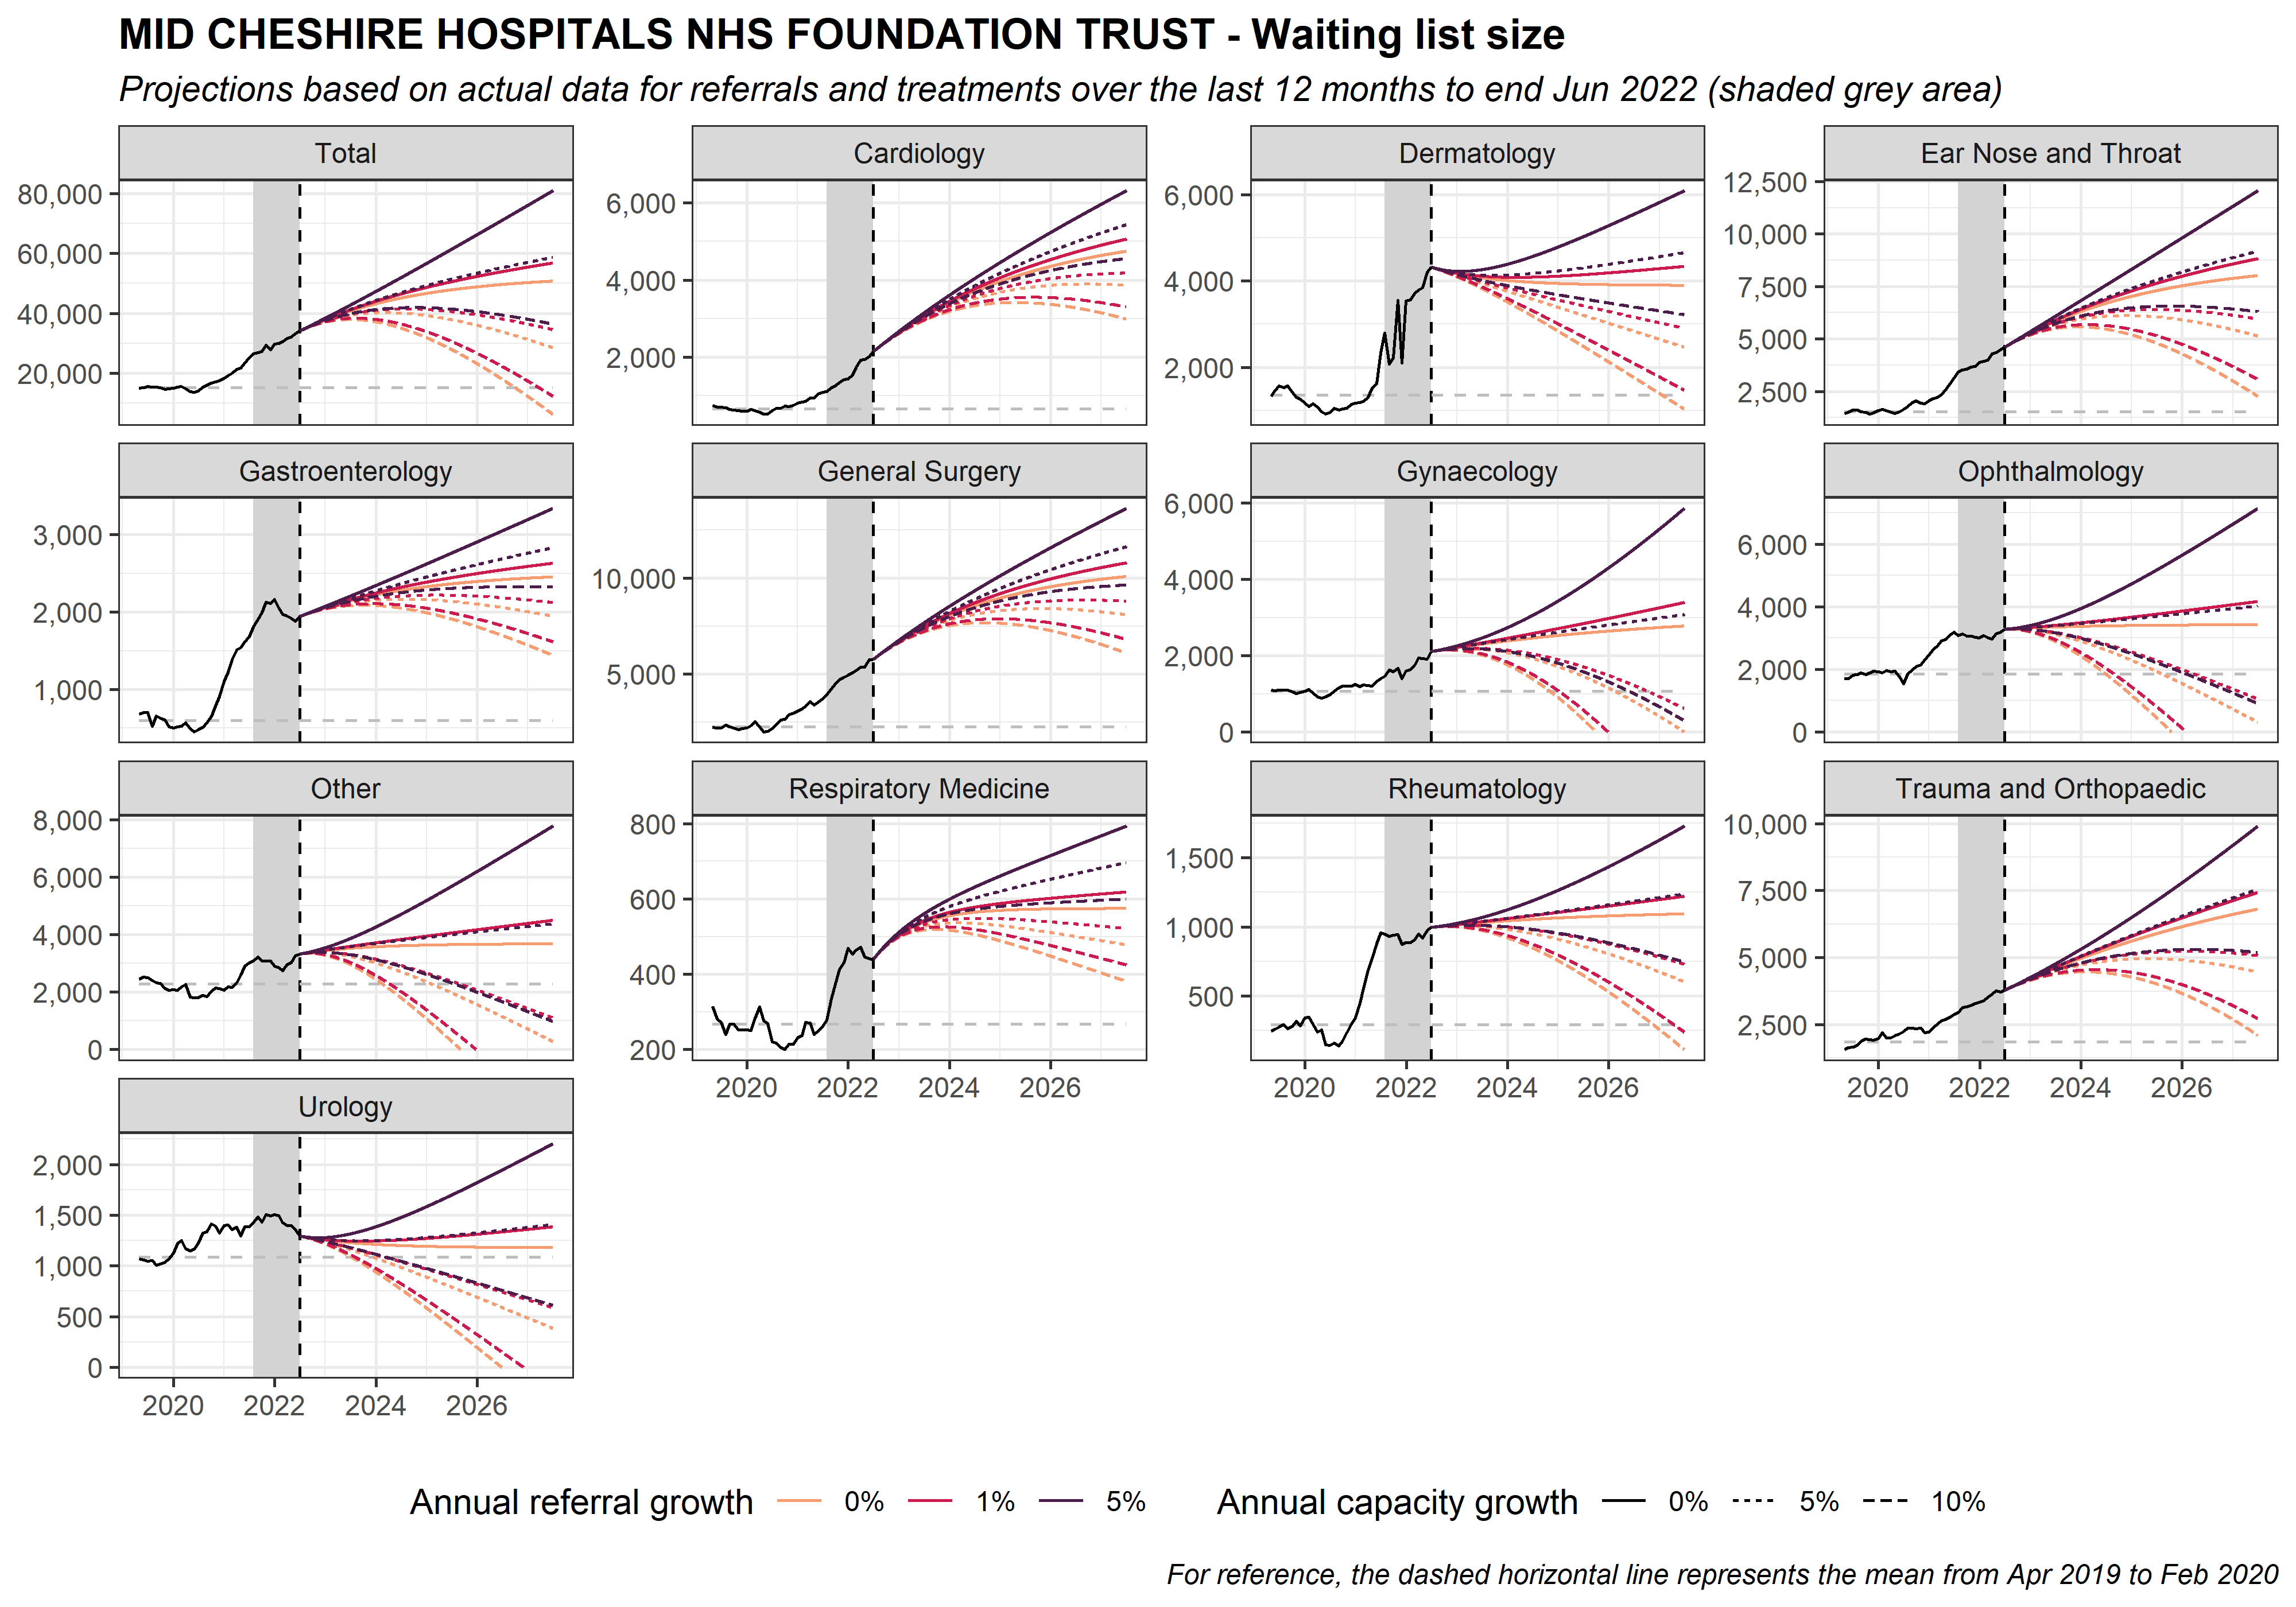 MID CHESHIRE HOSPITALS NHS FOUNDATION TRUST - Waiting list size
Projections based on actual data for referrals and treatments over the last 12 months to end Jun 2022 (shaded grey area)
Total
80,000
60,000
40,000
20,000
Cardiology
6,000
4,000
2,000
Dermatology
6,000
4,000
2,000
Ear Nose and Throat
12,500
10,000
7,500
5,000
2,500
Gastroenterology
3,000
2,000
1,000
General Surgery
10,000
5,000
Gynaecology
6,000
4,000
2,000
0
Ophthalmology
6,000
4,000
2,000
0
Other
8,000
6,000
4,000
2,000
0
Respiratory Medicine
800
600
400
200
2020 2022 2024 2026
Rheumatology
1,500
1,000
500
2020 2022 2024 2026
Trauma and Orthopaedic
10,000
7,500
5,000
2,500
2020 2022 2024 2026
Urology
2,000
1,500
1,000
500
0
2020 2022 2024 2026
Annual referral growth 0% 1% 5% Annual capacity growth 0% 5% 10%
For reference, the dashed horizontal line represents the mean from Apr 2019 to Feb 2020